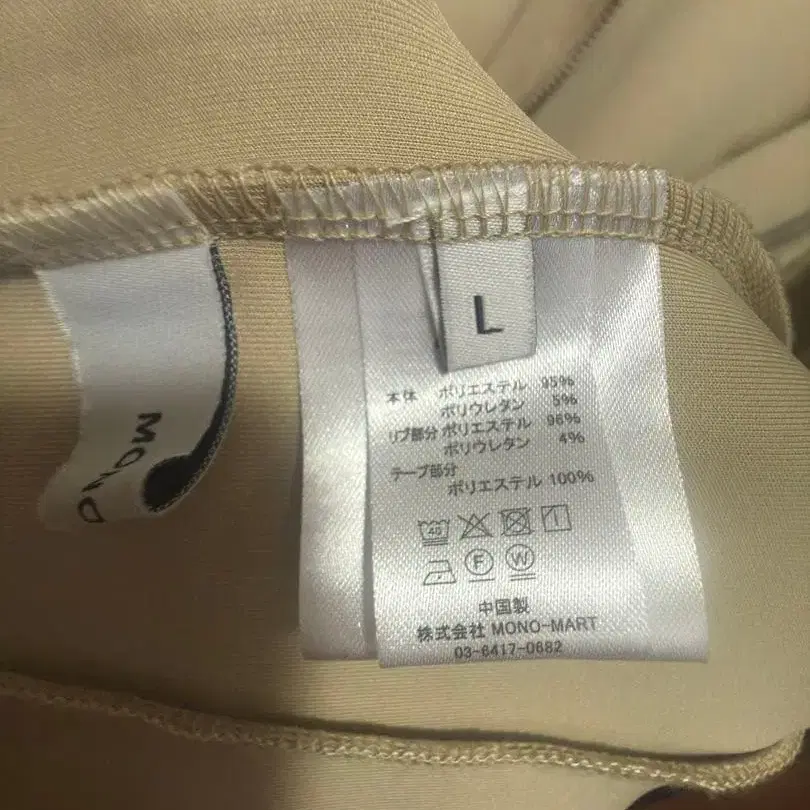 MONO
L
本体 ポリエステル 95%
ポリウレタン 5%
リブ部分 ポリエステル 96%
ポリウレタン 4%
テープ部分
ポリエステル 100%
40
F W
中国製
株式会社 MONO-MART
03-6417-0682